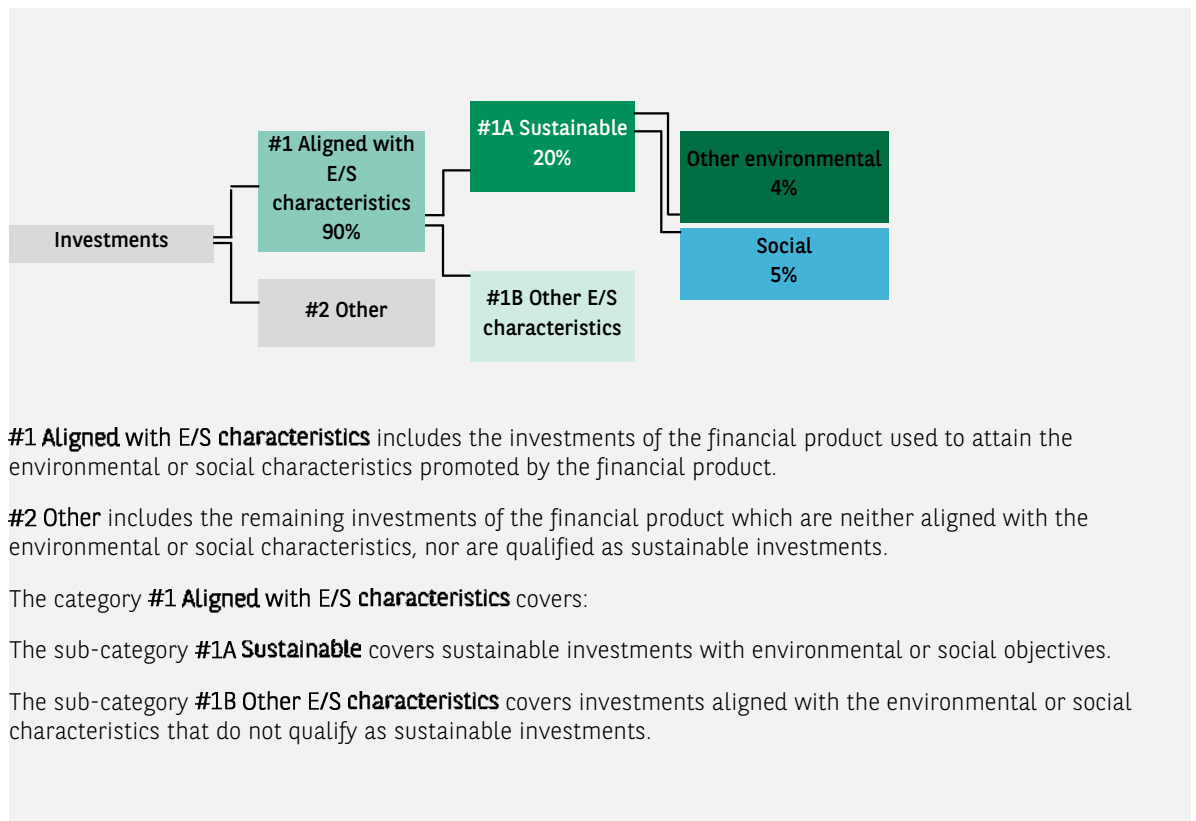 #1A Sustainable
20%
#1 Aligned with
E/S
characteristics
90%
Other environmental
4%
Investments
Social
5%
#2 Other
#1B Other E/S
characteristics
#1 Aligned with E/S characteristics includes the investments of the financial product used to attain the
environmental or social characteristics promoted by the financial product.
#2 Other includes the remaining investments of the financial product which are neither aligned with the
environmental or social characteristics, nor are qualified as sustainable investments.
The category #1 Aligned with E/S characteristics covers:
The sub-category #1A Sustainable covers sustainable investments with environmental or social objectives.
The sub-category #1B Other E/S characteristics covers investments aligned with the environmental or social
characteristics that do not qualify as sustainable investments.